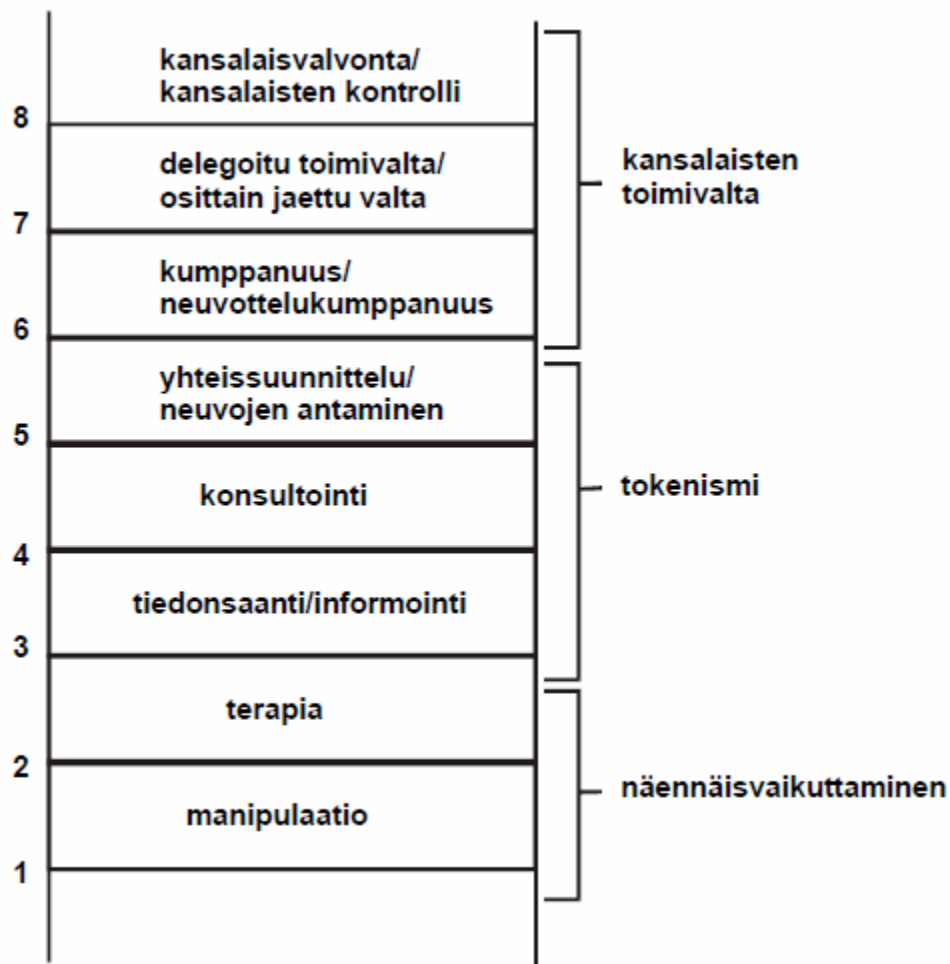 kansalaisvalvonta/
kansalaisten kontrolli
8
delegoitu toimivalta/
osittain jaettu valta
7
kansalaisten
toimivalta
kumppanuus/
neuvottelukumppanuus
6
yhteissuunnittelu/
neuvojen antaminen
5
konsultointi
tokenismi
4
tiedonsaanti/informointi
3
terapia
2
näennäisvaikuttaminen
manipulaatio
1